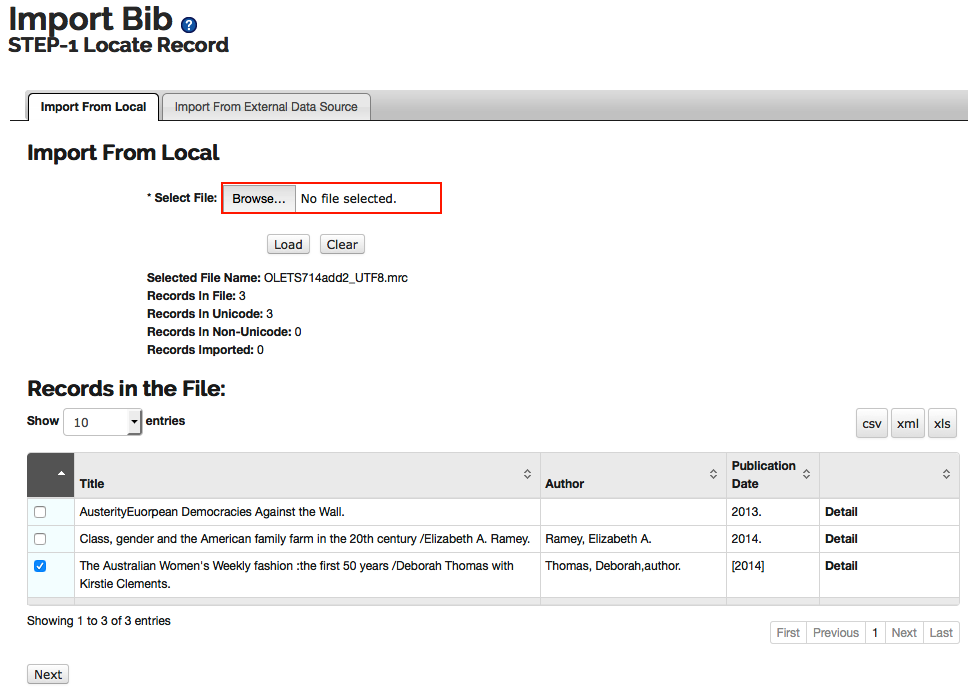 Import Bib ?
STEP-1 Locate Record
Import From Local Import From External Data Source
Import From Local
* Select File: Browse... No file selected.
Load Clear
Selected File Name: OLETS714add2_UTF8.mrc
Records In File: 3
Records In Unicode: 3
Records In Non-Unicode: 0
Records Imported: 0
Records in the File:
Show 10 entries csv xml xls
Title Author Publication Date
AusterityEuorpean Democracies Against the Wall. 2013. Detail
Class, gender and the American family farm in the 20th century /Elizabeth A. Ramey. Ramey, Elizabeth A. 2014. Detail
The Australian Women's Weekly fashion :the first 50 years /Deborah Thomas with Thomas, Deborah,author. [2014] Detail
Kirstie Clements.
Showing 1 to 3 of 3 entries
First Previous 1 Next Last
Next